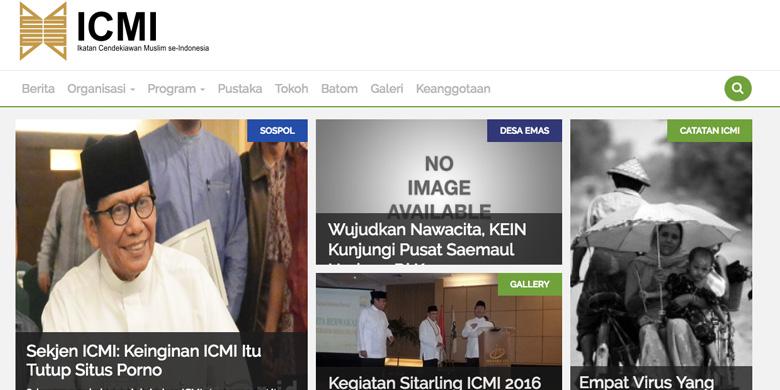 ICMI
Ikatan Cendekiawan Muslim se-Indonesia
Berita Organisasi Program Pustaka Tokoh Batom Galeri Keanggotaan
SOSPOL
Sekjen ICMI: Keinginan ICMI Itu
Tutup Situs Porno
DESA EMAS
NO
IMAGE
AVAILABLE
Wujudkan Nawacita, KEIN
Kunjungi Pusat Saemaul
GALLERY
Kegiatan Sitarling ICMI 2016
CATATAN ICMI
Empat Virus Yang